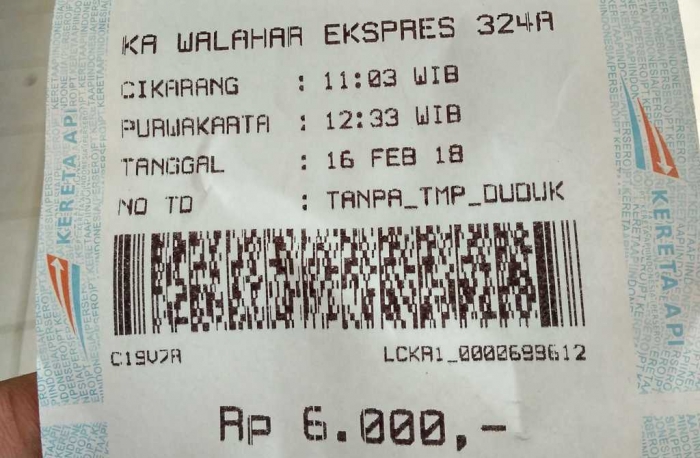 KA WALAHAR EKSPRES 324A
CIKARANG : 11:03 WIB
PURWAKARTA : 12:33 WIB
TANGGAL : 16 FEB 18
NO TD : TANPA_TMP_DUDUK
C19V7A LCKA1_0000699612
Rp 6.000,-
KERETA API
KERETA API